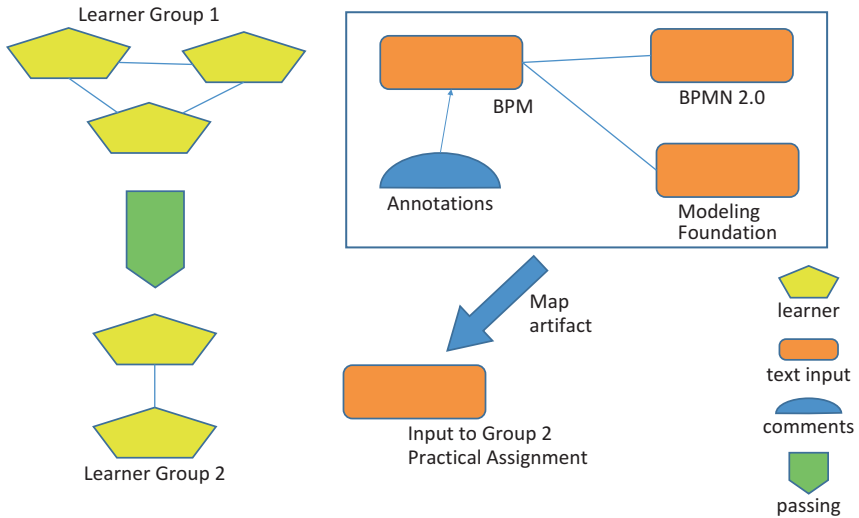 Learner Group 1
BPM
BPMN 2.0
Annotations
Modeling
Foundation
Map
artifact
Input to Group 2
Practical Assignment
Learner Group 2
learner
text input
comments
passing